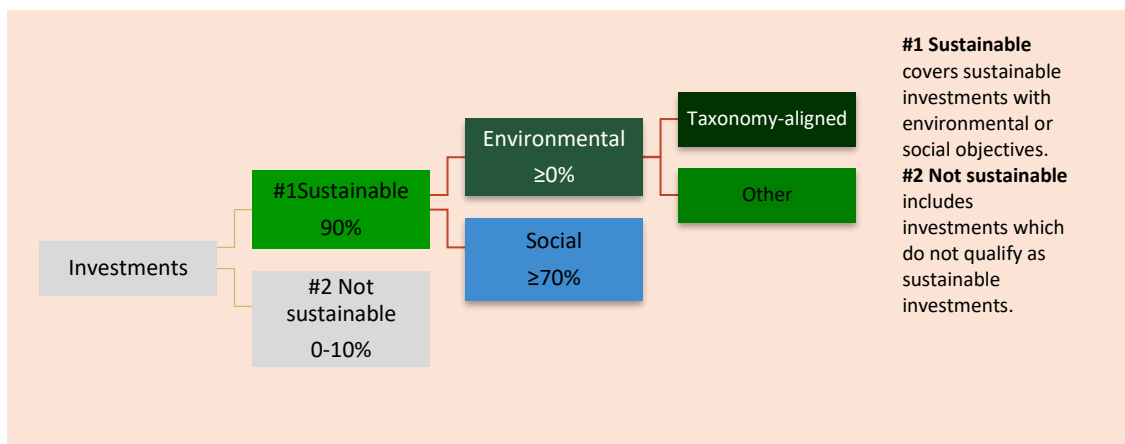 Investments
#1Sustainable
90%
#2 Not
sustainable
0-10%
Environmental
≥0%
Social
≥70%
Taxonomy-aligned
Other
#1 Sustainable
covers sustainable
investments with
environmental or
social objectives.
#2 Not sustainable
includes
investments which
do not qualify as
sustainable
investments.